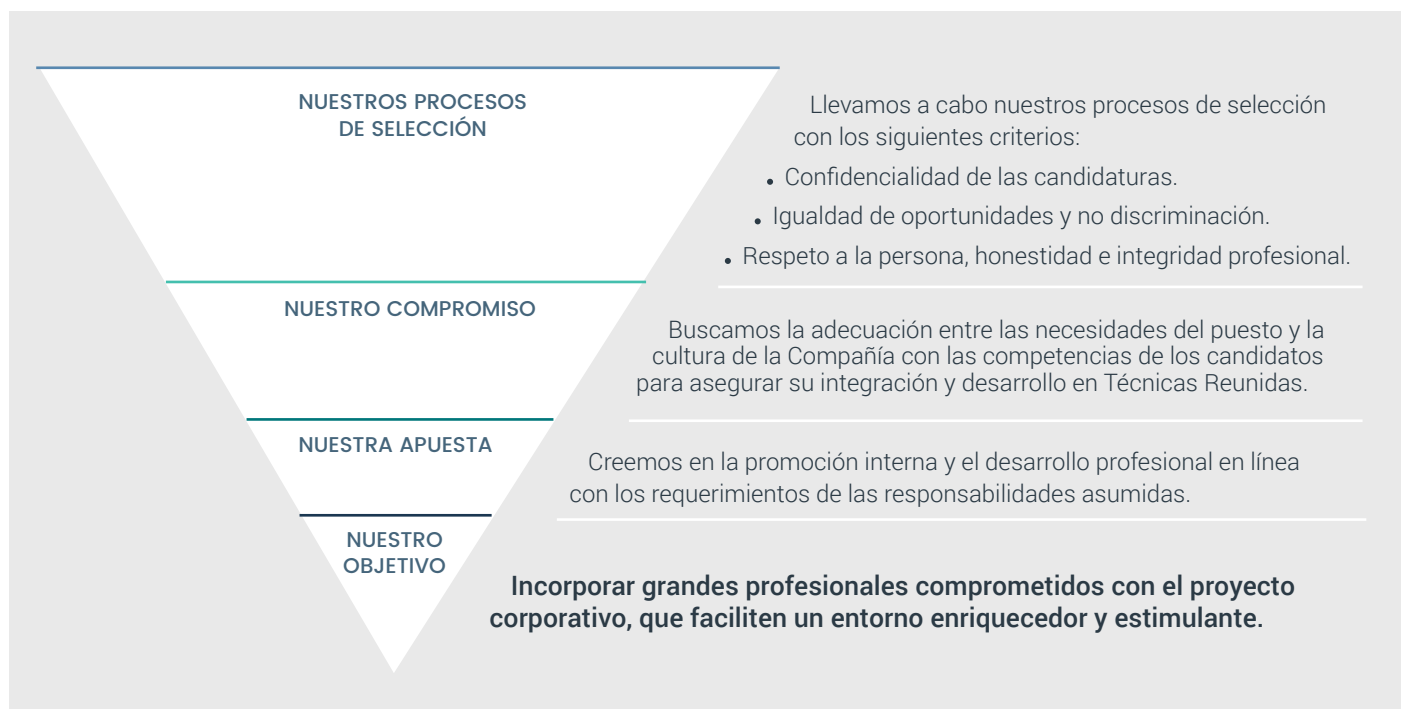 NUESTROS PROCESOS
DE SELECCIÓN
Llevamos a cabo nuestros procesos de selección
con los siguientes criterios:
• Confidencialidad de las candidaturas.
• Igualdad de oportunidades y no discriminación.
• Respeto a la persona, honestidad e integridad profesional.
NUESTRO COMPROMISO
Buscamos la adecuación entre las necesidades del puesto y la
cultura de la Compañía con las competencias de los candidatos
para asegurar su integración y desarrollo en Técnicas Reunidas.
NUESTRA APUESTA
Creemos en la promoción interna y el desarrollo profesional en línea
con los requerimientos de las responsabilidades asumidas.
NUESTRO
OBJETIVO
Incorporar grandes profesionales comprometidos con el proyecto
corporativo, que faciliten un entorno enriquecedor y estimulante.